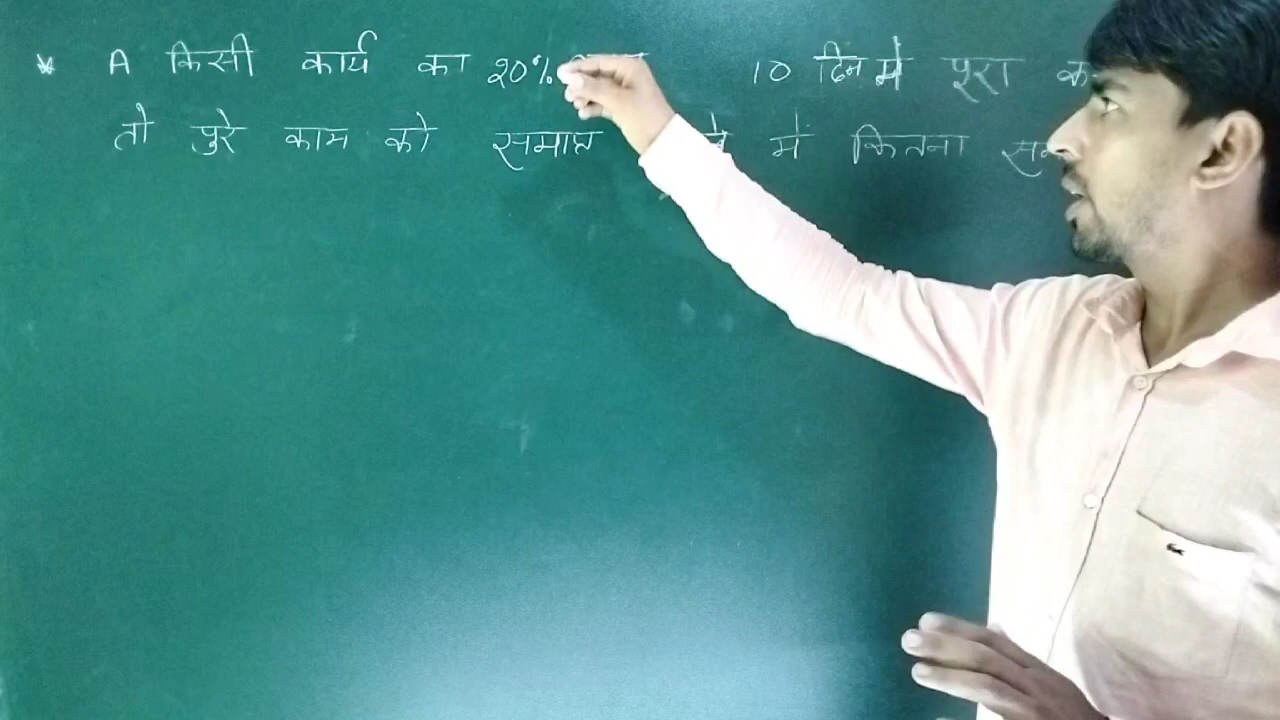 * A किसी कार्य का 20% 10 दिन में पूरा
तो पुरे काम को समाप्त में कितना